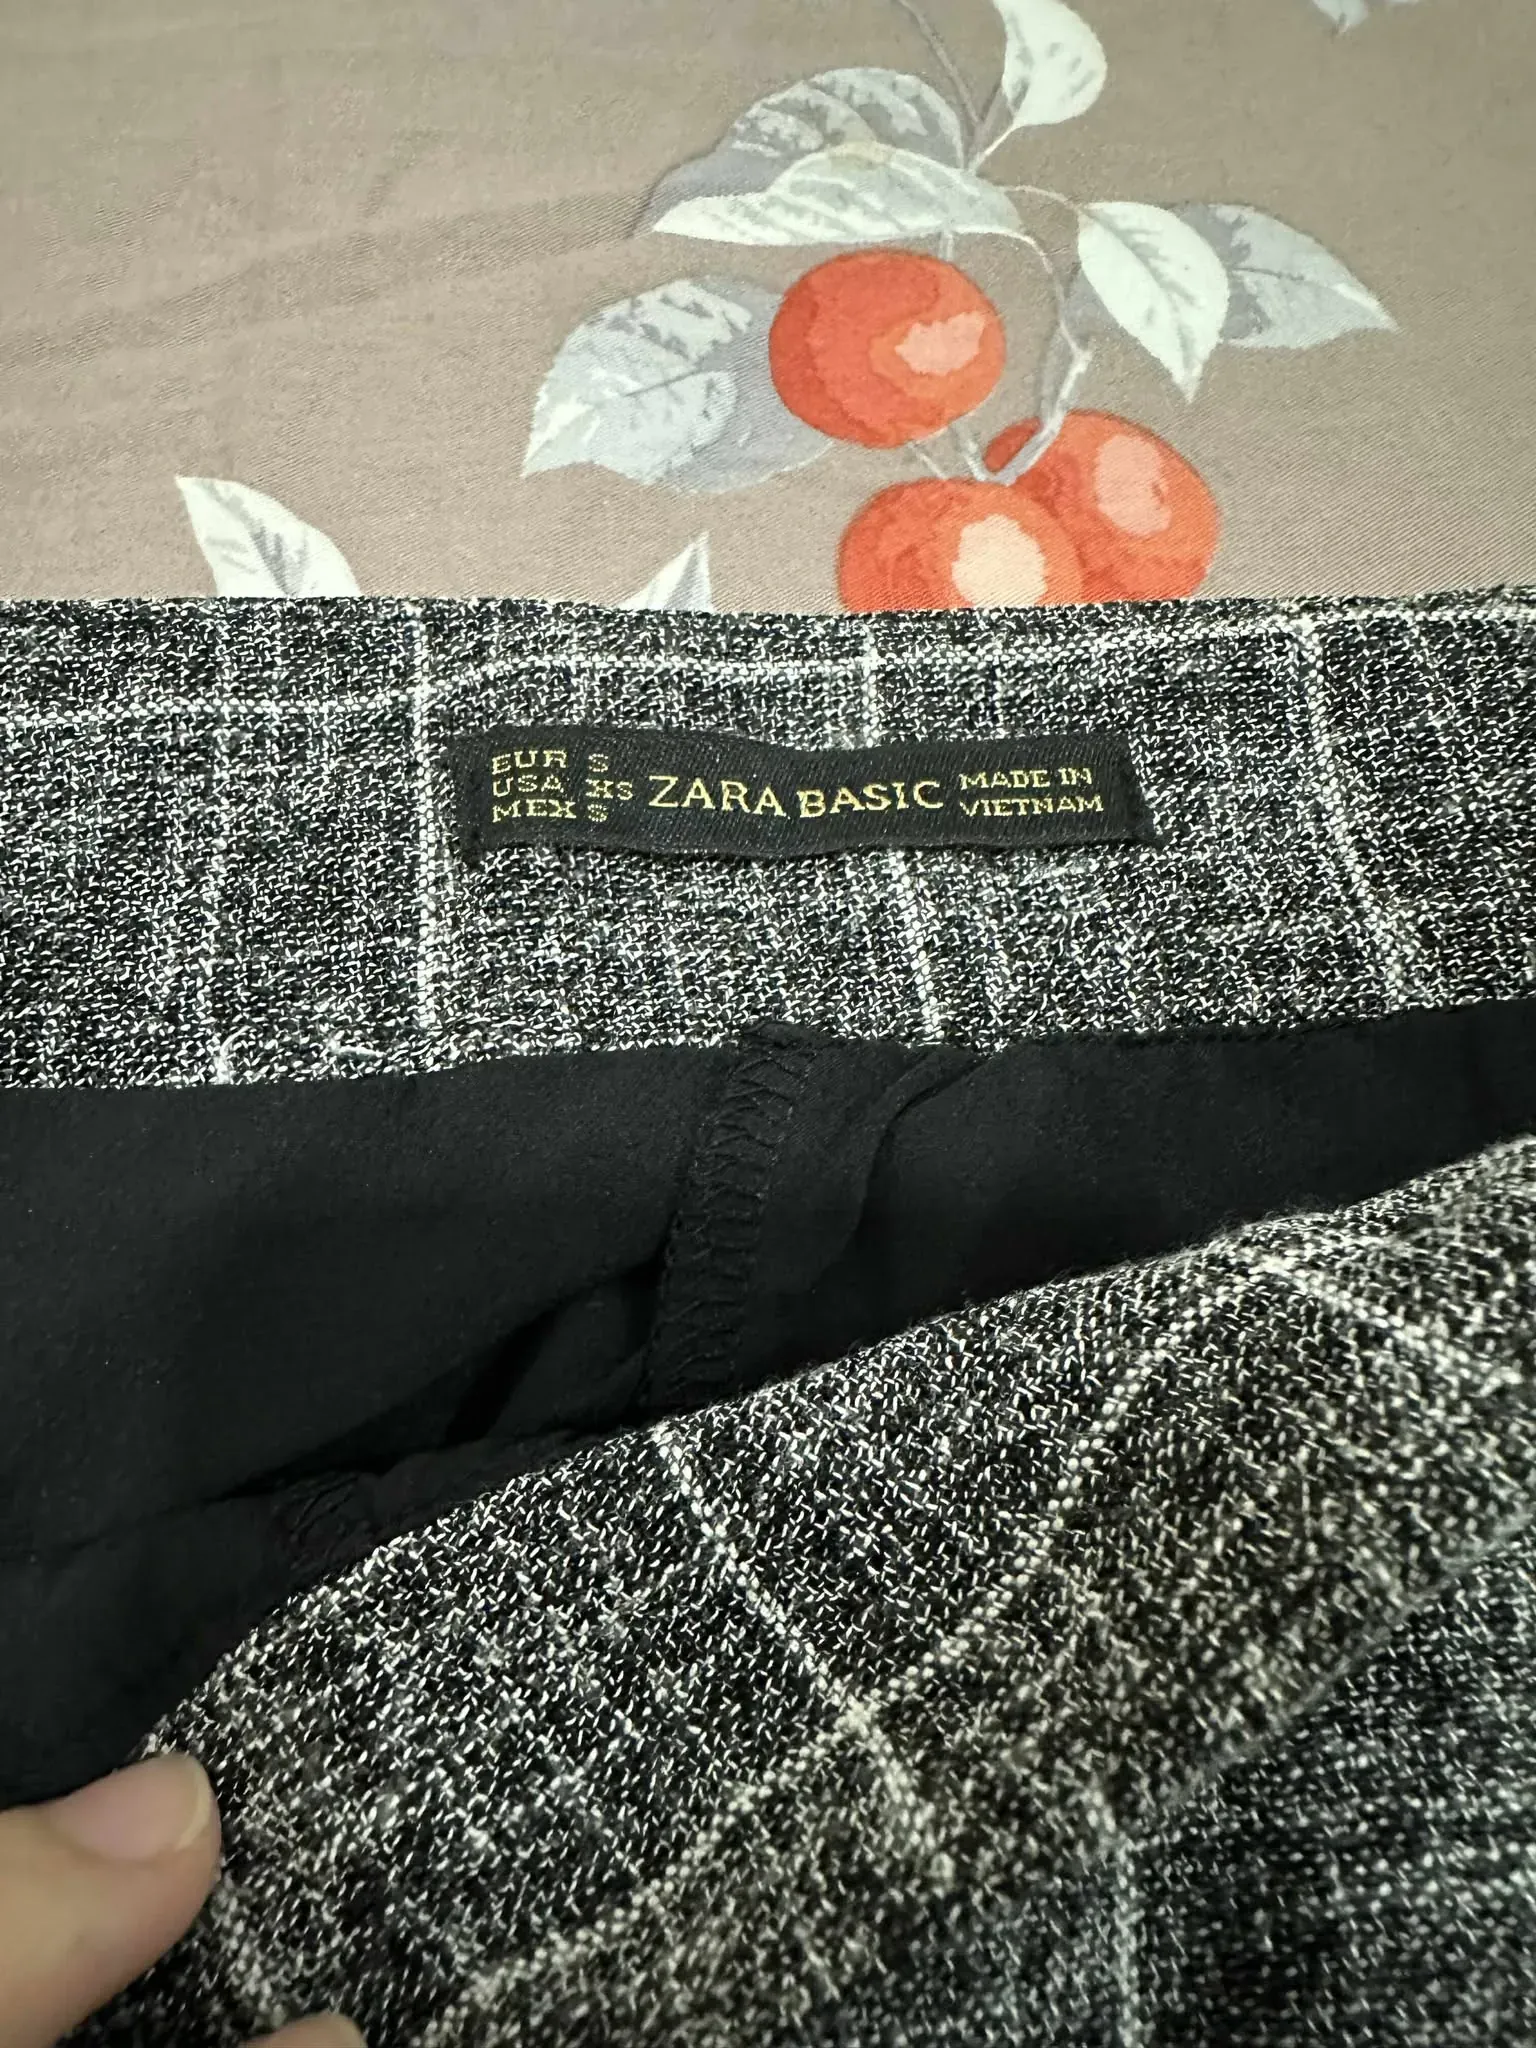 EUR S
USA XS
MEX S
ZARA BASIC
MADE IN
VIETNAM